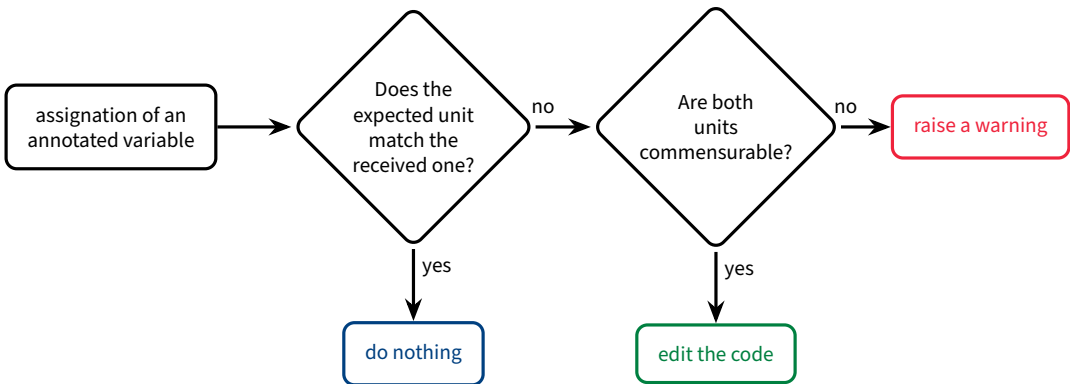 assignation of an
annotated variable
Does the
expected unit
match the
received one?
no
Are both
units
commensurable?
no
raise a warning
yes
yes
do nothing
edit the code